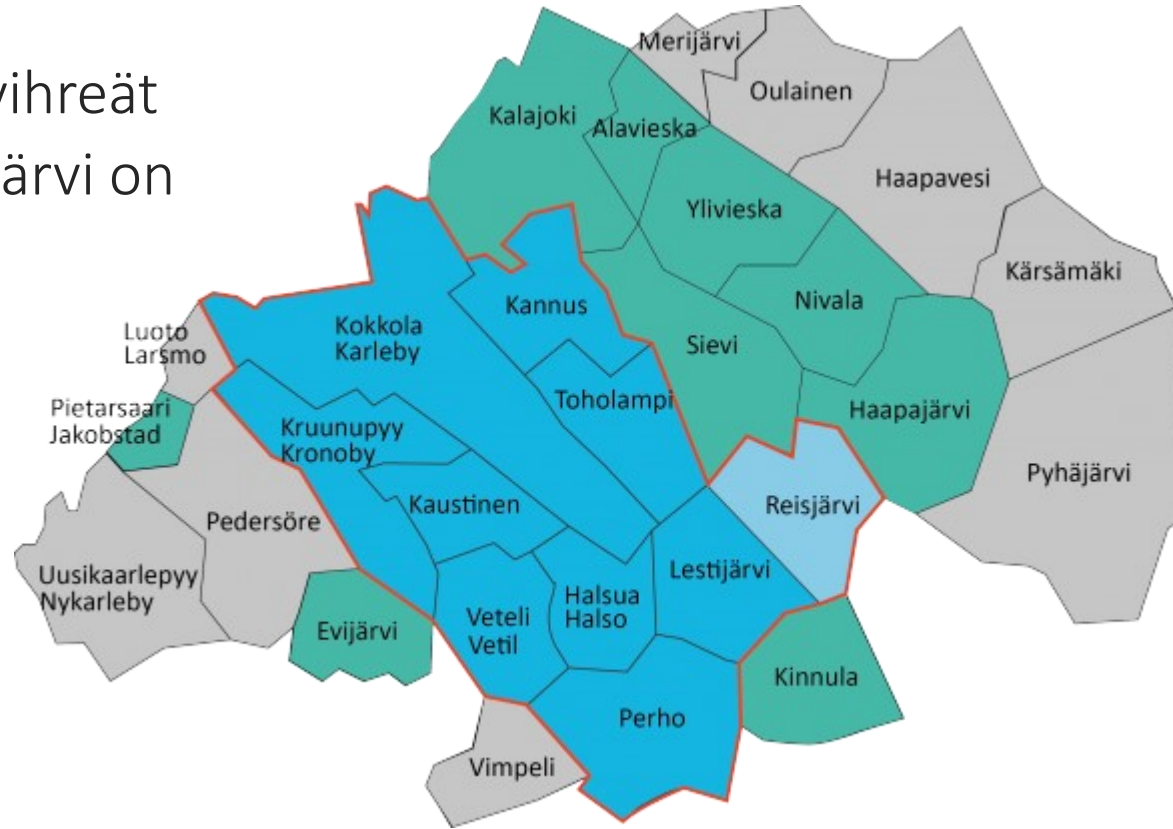 vihreät
ärvi on
Merijärvi
Oulainen
Kalajoki
Alavieska
Haapavesi
Ylivieska
Kärsämäki
Nivala
Kannus
Kokkola
Karleby
Luoto
Larsmo
Sievi
Toholampi
Pietarsaari
Jakobstad
Haapajärvi
Kruunupyy
Kronoby
Pyhäjärvi
Kaustinen
Reisjärvi
Pedersöre
Lestijärvi
Uusikaarlepyy
Nykarleby
Halsua
Halso
Veteli
Vetil
Evijärvi
Kinnula
Perho
Vimpeli